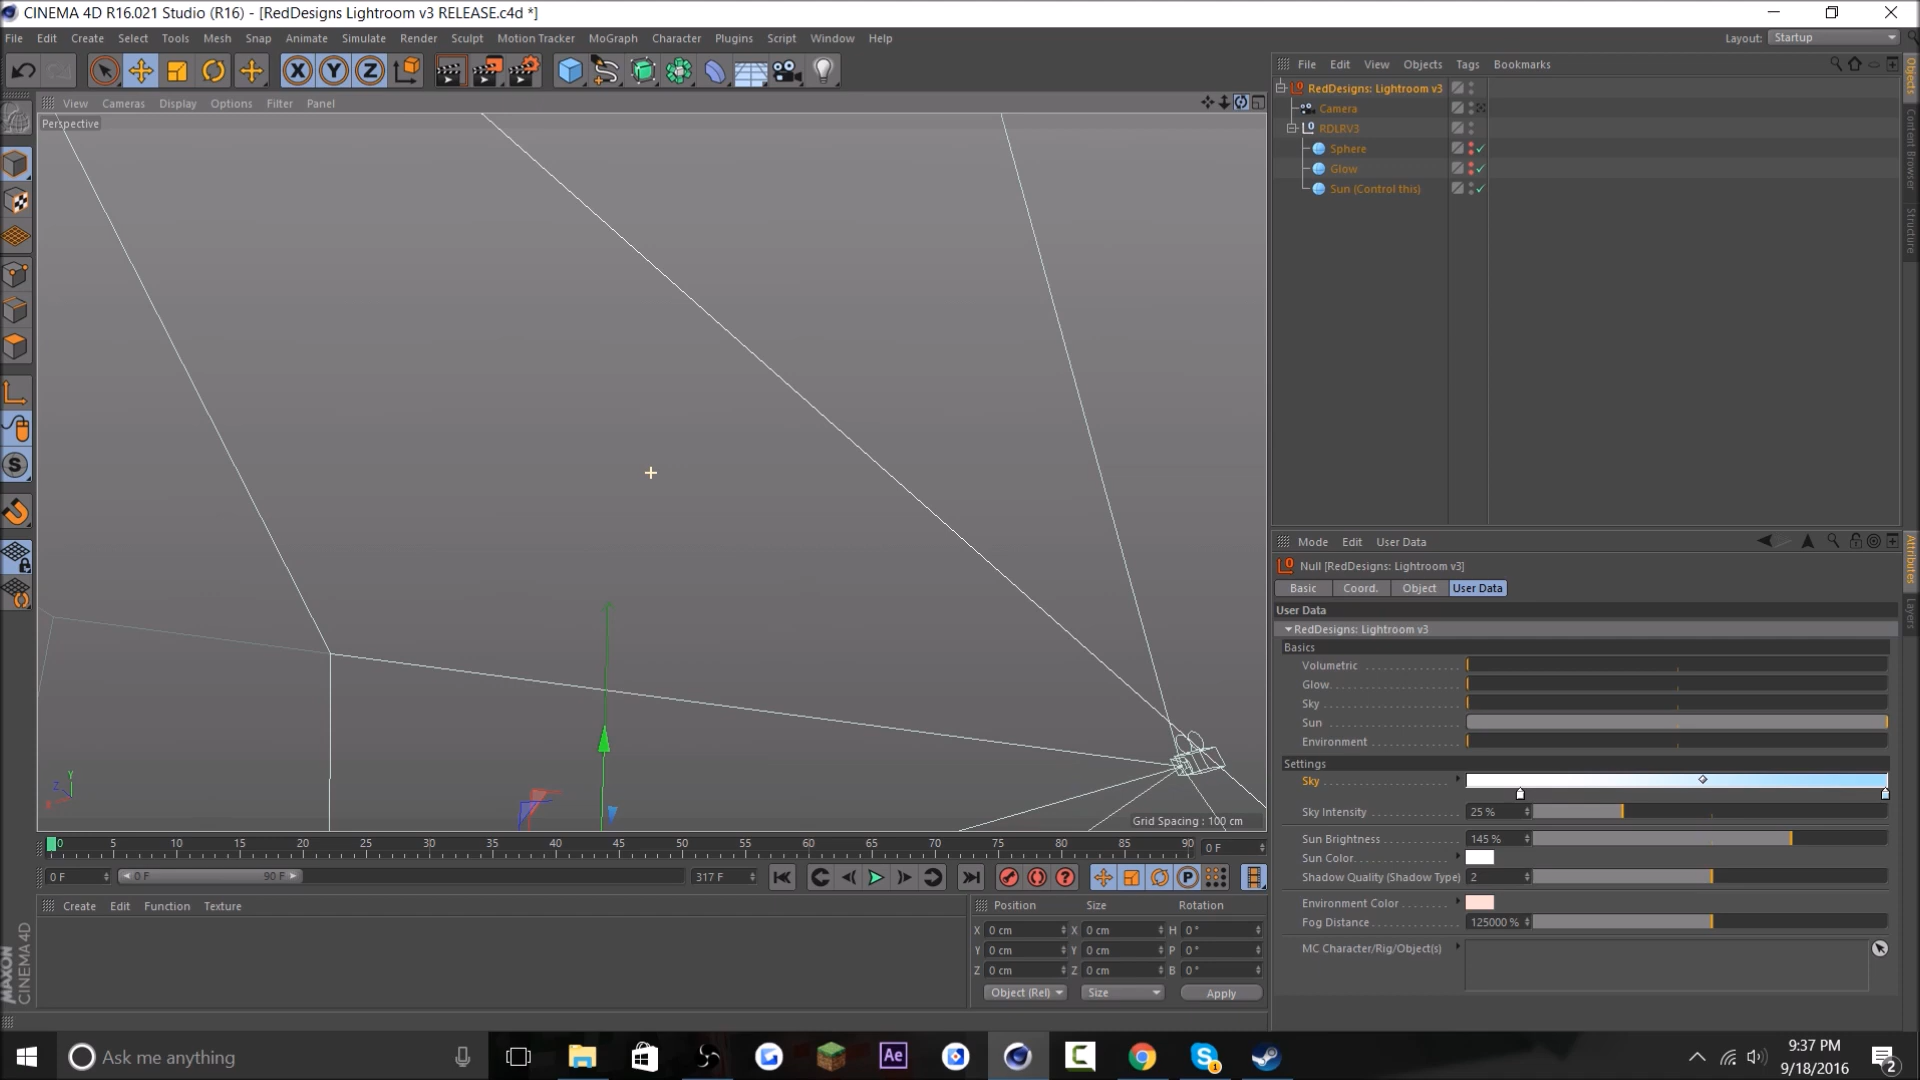 CINEMA 4D R16.021 Studio (R16) - [RedDesigns Lightroom v3 RELEASE.c4d *]
File Edit Create Select Tools Mesh Snap Animate Simulate Render Sculpt Motion Tracker MoGraph Character Plugins Script Window Help
Layout: Startup
File Edit View Objects Tags Bookmarks
View Cameras Display Options Filter Panel
Perspective
RedDesigns: Lightroom v3
Camera
RDLRV3
Sphere
Glow
Sun (Control this)
Objects
Content Browser
Structure
Mode Edit User Data
Null [RedDesigns: Lightroom v3]
Basic Coord. Object User Data
User Data
RedDesigns: Lightroom v3
Basics
Volumetric
Glow
Sky
Sun
Environment
Settings
Sky
Sky Intensity 25 %
Sun Brightness 145 %
Sun Color
Shadow Quality (Shadow Type) 2
Environment Color
Fog Distance 125000 %
MC Character/Rig/Object(s)
Attributes
Layers
Y
Z
X
Grid Spacing : 100 cm
0 5 10 15 20 25 30 35 40 45 50 55 60 65 70 75 80 85 90 0 F
0 F 0 F 90 F 317 F
Create Edit Function Texture
Position Size Rotation
X 0 cm X 0 cm H 0 °
Y 0 cm Y 0 cm P 0 °
Z 0 cm Z 0 cm B 0 °
Object (Rel) Size Apply
MAXON
CINEMA 4D
Ask me anything
Ae
9:37 PM
9/18/2016
2